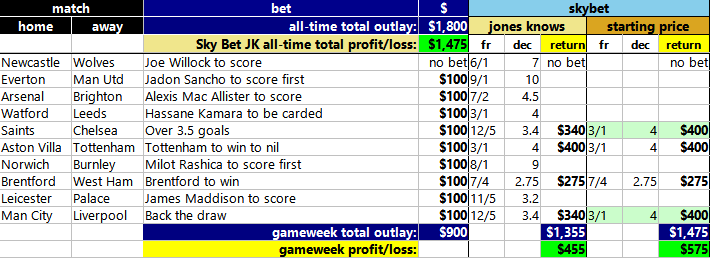 match bet $ skybet
home away all-time total outlay: $1,800 jones knows starting price
Sky Bet JK all-time total profit/loss: $1,475 fr dec return fr dec return
Newcastle Wolves Joe Willock to score no bet 6/1 7 no bet no bet
Everton Man Utd Jadon Sancho to score first $100 9/1 10
Arsenal Brighton Alexis Mac Allister to score $100 7/2 4.5
Watford Leeds Hassane Kamara to be carded $100 3/1 4
Saints Chelsea Over 3.5 goals $100 12/5 3.4 $340 3/1 4 $400
Aston Villa Tottenham Tottenham to win to nil $100 3/1 4 $400 3/1 4 $400
Norwich Burnley Milot Rashica to score first $100 8/1 9
Brentford West Ham Brentford to win $100 7/4 2.75 $275 7/4 2.75 $275
Leicester Palace James Maddison to score $100 11/5 3.2
Man City Liverpool Back the draw $100 12/5 3.4 $340 3/1 4 $400
gameweek total outlay: $900 $1,355 $1,475
gameweek profit/loss: $455 $575